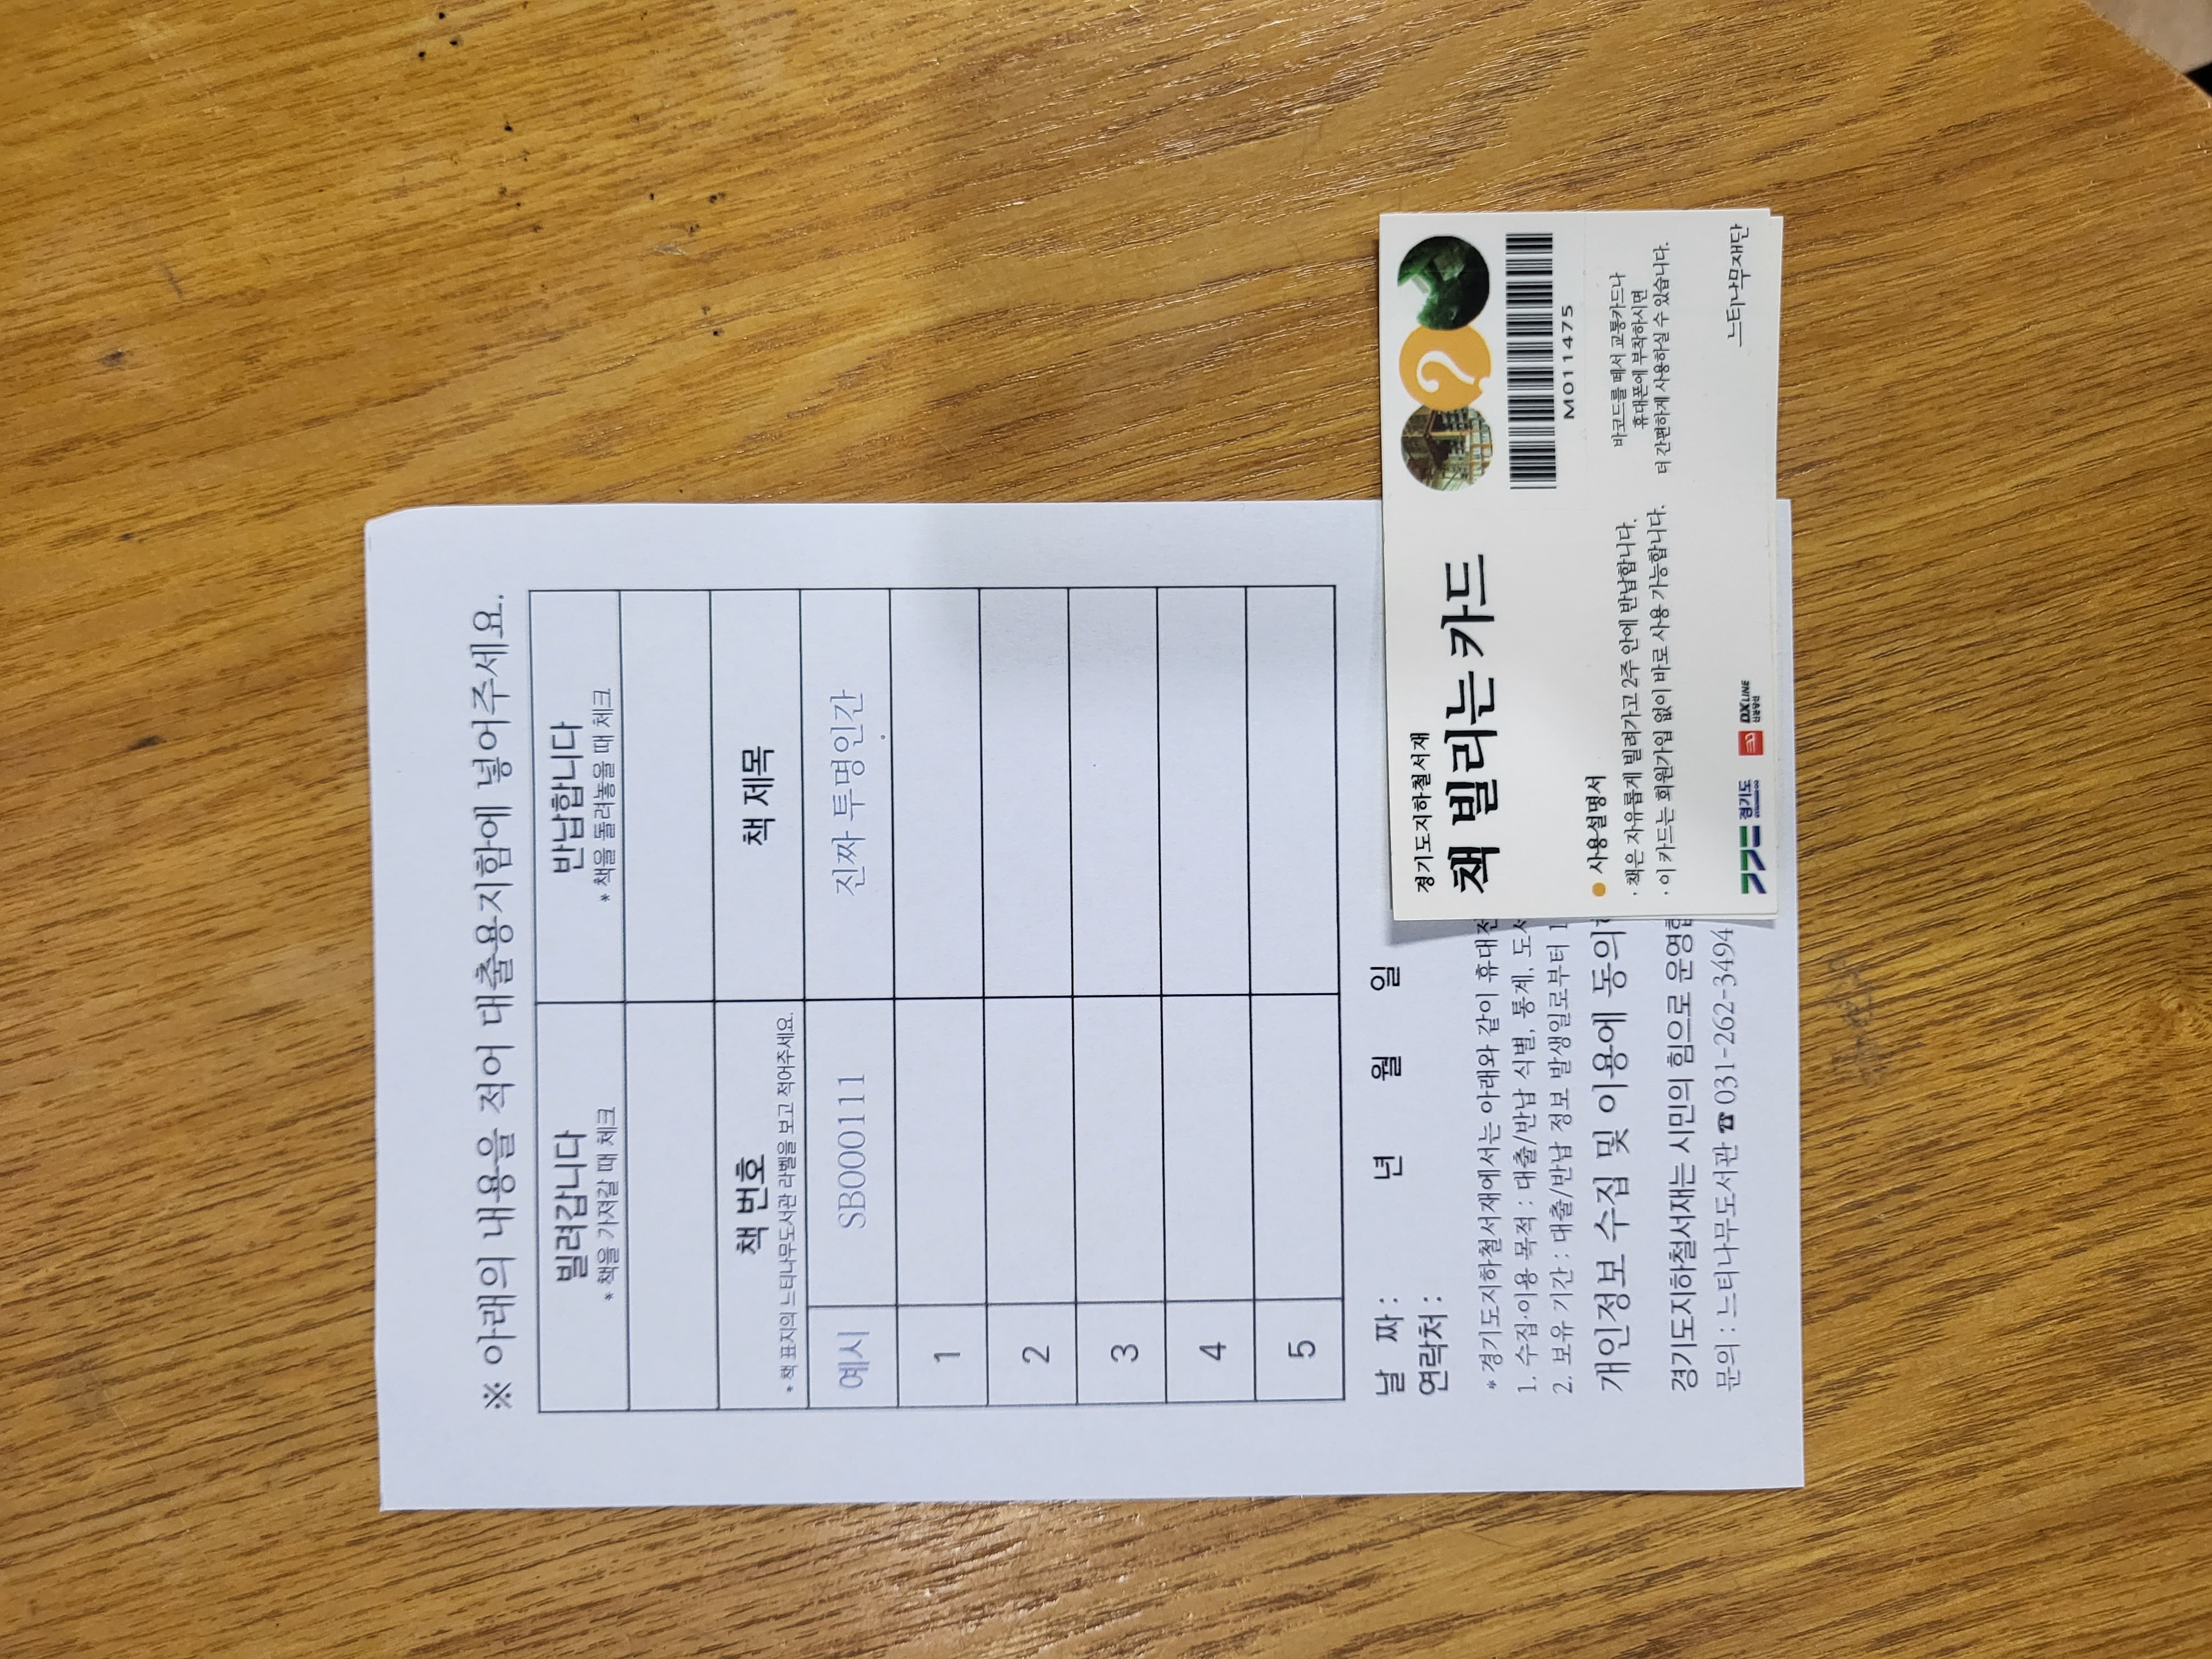 ※ 아래의 내용을 적어 대출용지함에 넣어주세요.
빌려갑니다 반납합니다
* 책을 가져갈 때 체크 * 책을 돌려놓을 때 체크
책 번호 책 제목
* 책 표지의 느티나무도서관 라벨을 보고 적어주세요.
예시 SB000111 진짜 투명인간
1
2
3
4
5
날 짜 : 년 월 일
연락처 :
* 경기도지하철서재에서는 아래와 같이 휴대전
1. 수집·이용 목적 : 대출/반납 식별, 통계, 도서
2. 보유 기간 : 대출/반납 정보 발생일로부터 1
개인정보 수집 및 이용에 동의
경기도지하철서재는 시민의 힘으로 운영
문의 : 느티나무도서관 ☎ 031-262-3494
경기도지하철서재
책 빌리는 카드
?
M011475
● 사용설명서
· 책은 자유롭게 빌려가고 2주 안에 반납합니다.
· 이 카드는 회원가입 없이 바로 사용 가능합니다.
바코드를 떼서 교통카드나
휴대폰에 부착하시면
더 간편하게 사용하실 수 있습니다.
경기도 DXLINE
신분당선
느티나무재단